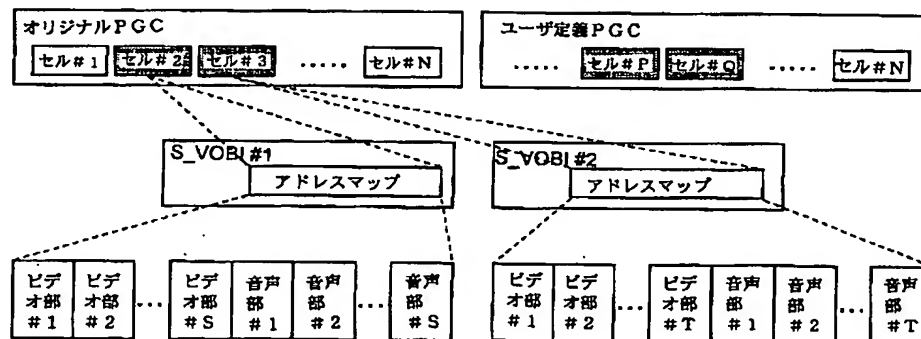 オリジナルPGC
セル#1 セル#2 セル#3 ..... セル#N
ユーザ定義PGC
..... セル#P セル#Q ..... セル#N
S_VOBI #1
アドレスマップ
S_VOBI #2
アドレスマップ
ビデオ部#1 ビデオ部#2 ... ビデオ部#S 音声部#1 音声部#2 ... 音声部#S
ビデオ部#1 ビデオ部#2 ... ビデオ部#T 音声部#1 音声部#2 ... 音声部#T